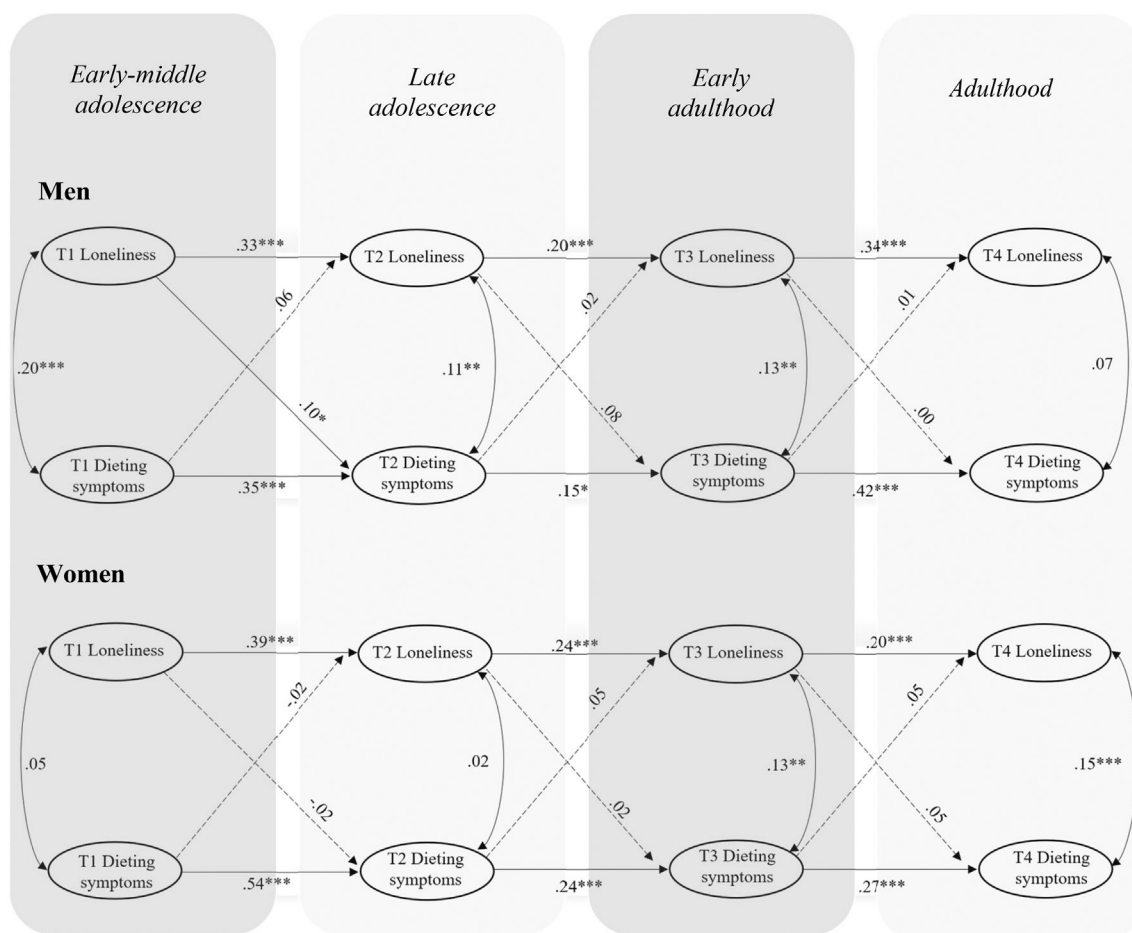 Early-middle
adolescence
Late
adolescence
Early
adulthood
Adulthood
Men
T1 Loneliness
.33***
T2 Loneliness
.20***
T3 Loneliness
.34***
T4 Loneliness
.06
.02
.01
.20***
.11**
.13**
.07
.10*
.08
.00
T1 Dieting
symptoms
.35***
T2 Dieting
symptoms
.15*
T3 Dieting
symptoms
.42***
T4 Dieting
symptoms
Women
T1 Loneliness
.39***
T2 Loneliness
.24***
T3 Loneliness
.20***
T4 Loneliness
-.02
.05
.05
.05
.02
.13**
.15***
-.02
.02
.05
T1 Dieting
symptoms
.54***
T2 Dieting
symptoms
.24***
T3 Dieting
symptoms
.27***
T4 Dieting
symptoms